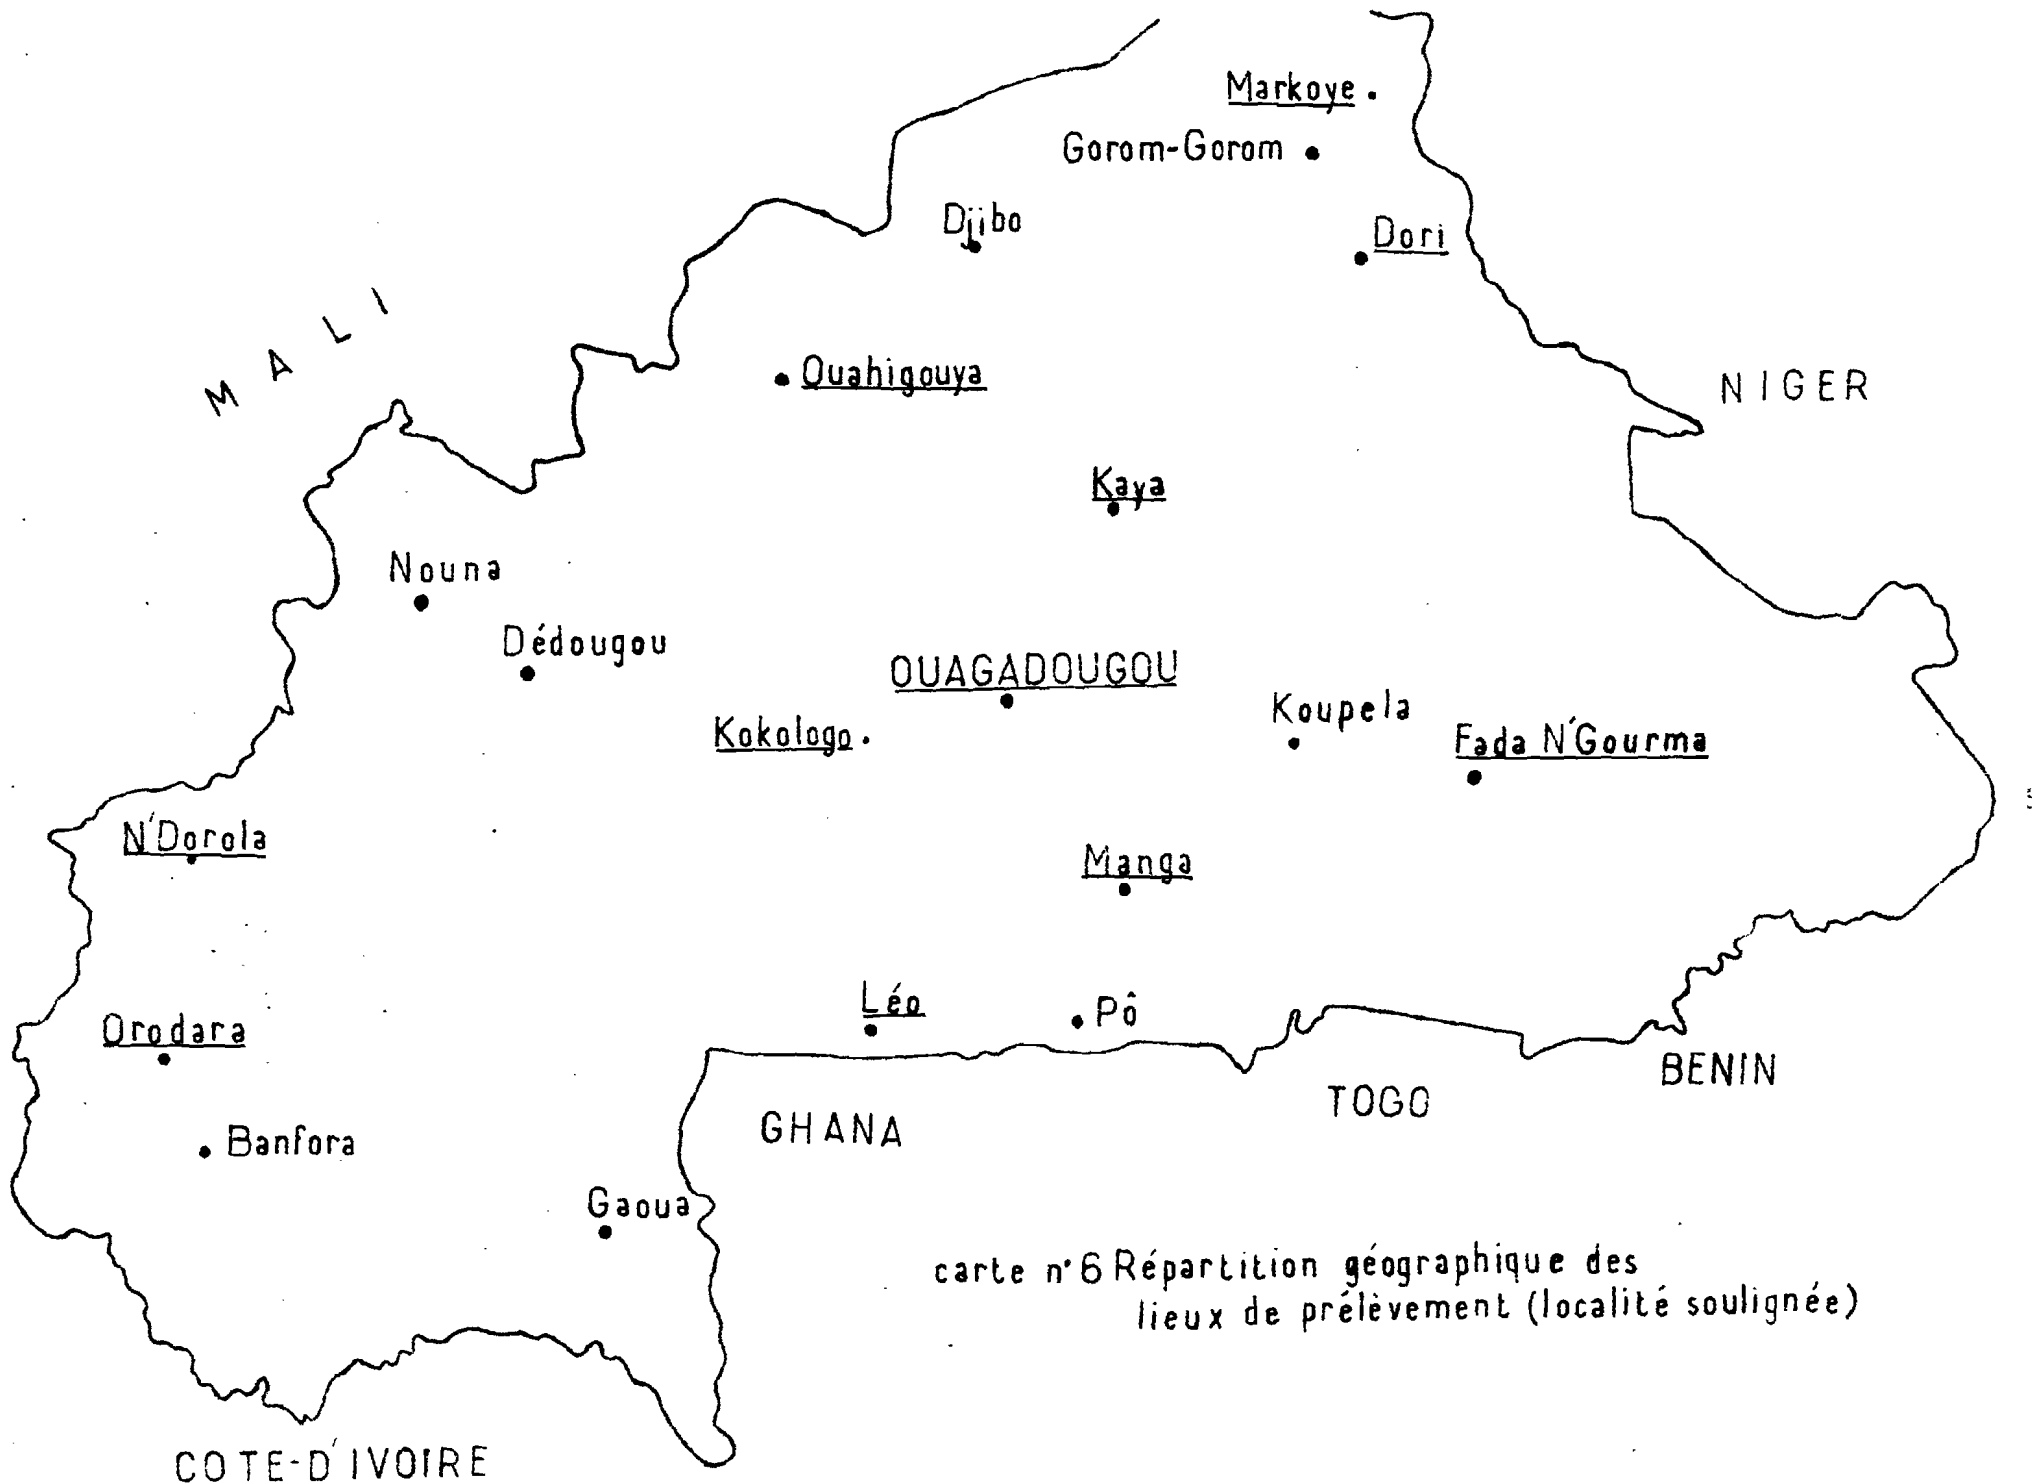 Markoye
Gorom-Gorom
Djibo
Dori
MALI
Ouahigouya
NIGER
Kaya
Nouna
Dédougou
OUAGADOUGOU
Kokologo
Koupela
Fada N'Gourma
N'Dorola
Manga
Léo
Pô
Orodara
BENIN
TOGO
GHANA
Banfora
Gaoua
carte n°6 Répartition géographique des
lieux de prélèvement (localité soulignée)
COTE-D'IVOIRE